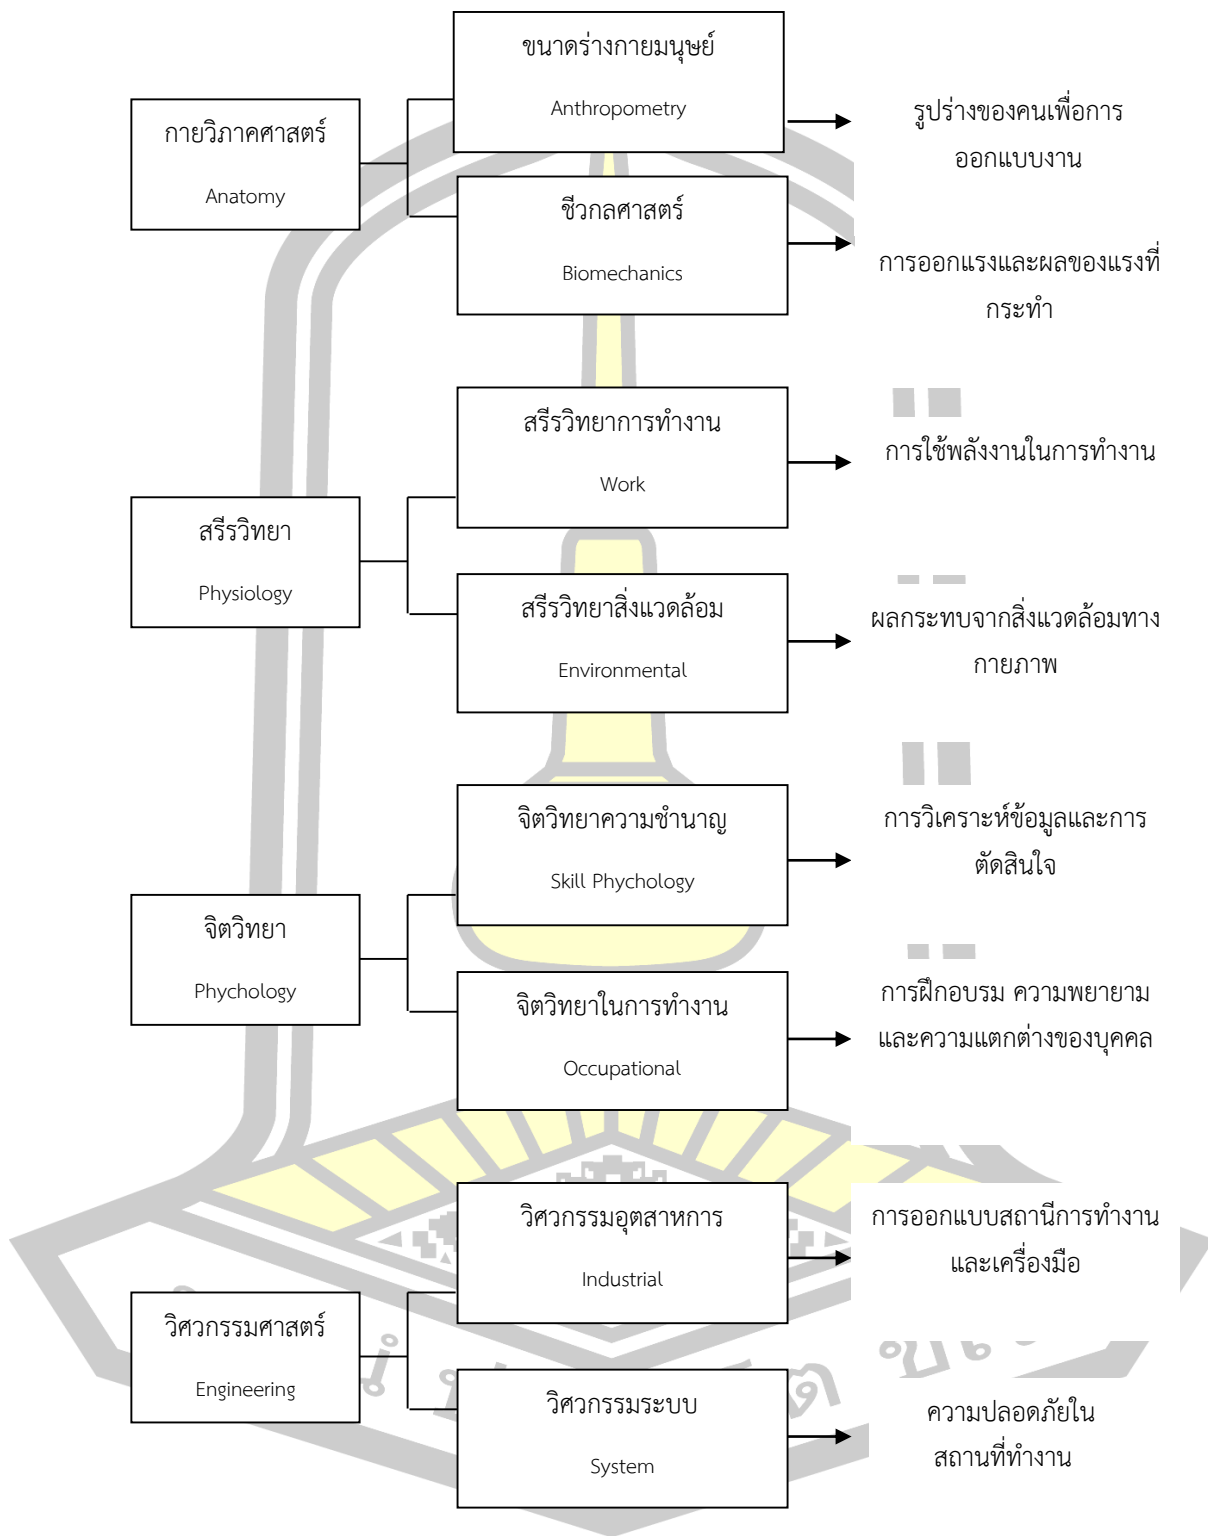 ขนาดร่างกายมนุษย์
Anthropometry
กายวิภาคศาสตร์
Anatomy
รูปร่างของคนเพื่อการ
ออกแบบงาน
ชีวกลศาสตร์
Biomechanics
การออกแรงและผลของแรงที่
กระทำ
สรีรวิทยาการทำงาน
Work
การใช้พลังงานในการทำงาน
สรีรวิทยา
Physiology
สรีรวิทยาสิ่งแวดล้อม
Environmental
ผลกระทบจากสิ่งแวดล้อมทาง
กายภาพ
จิตวิทยาความชำนาญ
Skill Phychology
การวิเคราะห์ข้อมูลและการ
ตัดสินใจ
จิตวิทยา
Phychology
จิตวิทยาในการทำงาน
Occupational
การฝึกอบรม ความพยายาม
และความแตกต่างของบุคคล
วิศวกรรมอุตสาหการ
Industrial
การออกแบบสถานีการทำงาน
และเครื่องมือ
วิศวกรรมศาสตร์
Engineering
วิศวกรรมระบบ
System
ความปลอดภัยใน
สถานที่ทำงาน